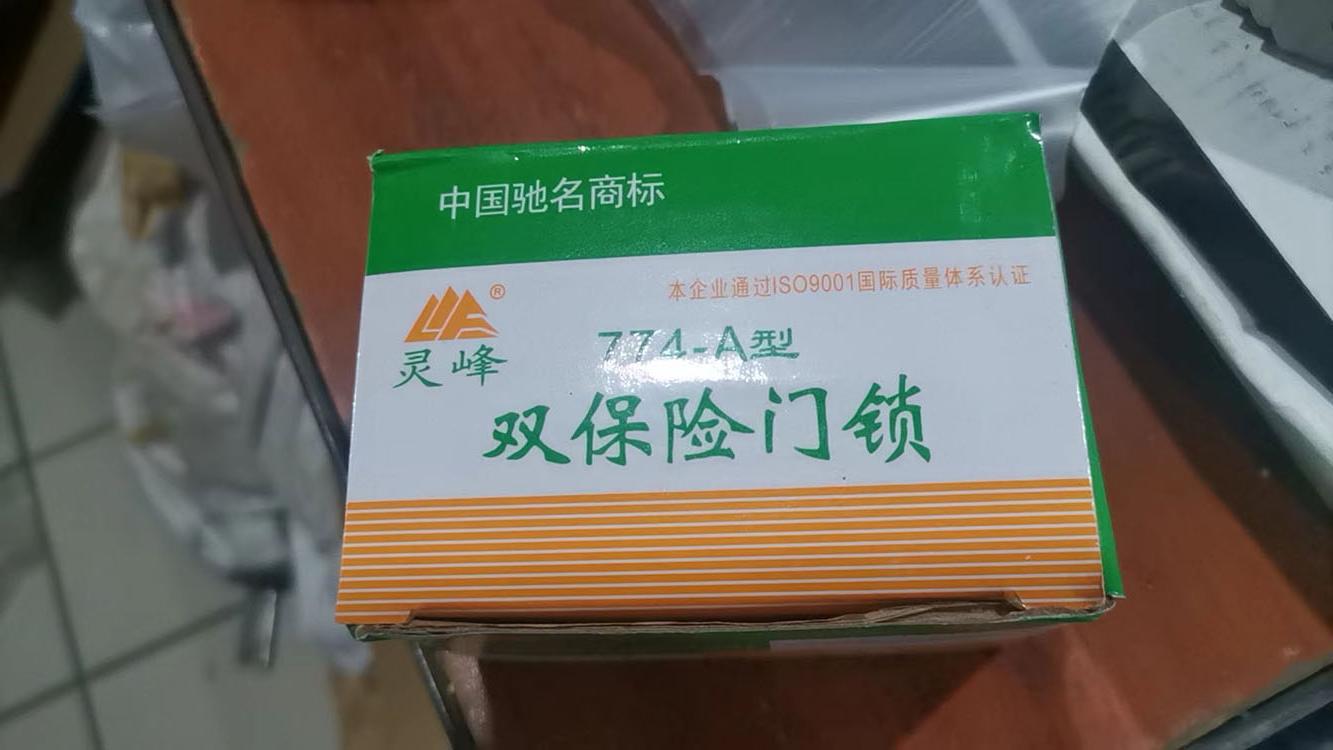 中国驰名商标
本企业通过ISO9001国际质量体系认证
®
灵峰
774-A型
双保险门锁